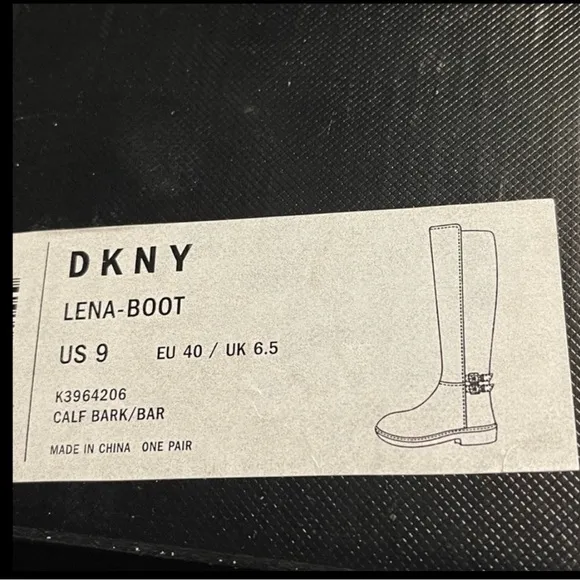 DKNY
LENA-BOOT
US 9 EU 40 / UK 6.5
K3964206
CALF BARK/BAR
MADE IN CHINA ONE PAIR